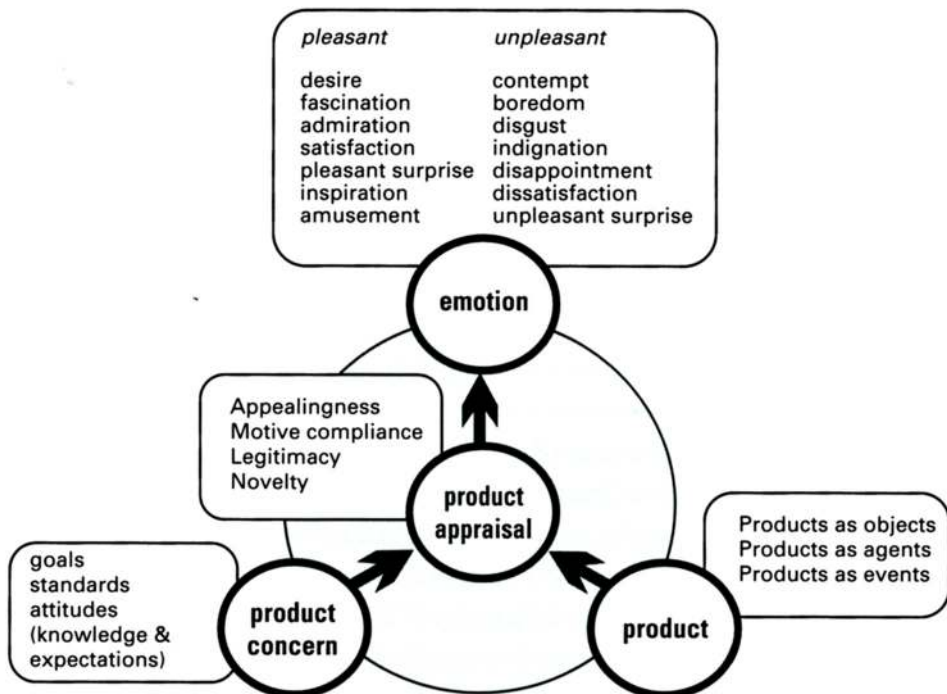 pleasant unpleasant
desire contempt
fascination boredom
admiration disgust
satisfaction indignation
pleasant surprise disappointment
inspiration dissatisfaction
amusement unpleasant surprise
emotion
Appealingness
Motive compliance
Legitimacy
Novelty
product
appraisal
goals
standards
attitudes
(knowledge &
expectations)
product
concern
product
Products as objects
Products as agents
Products as events